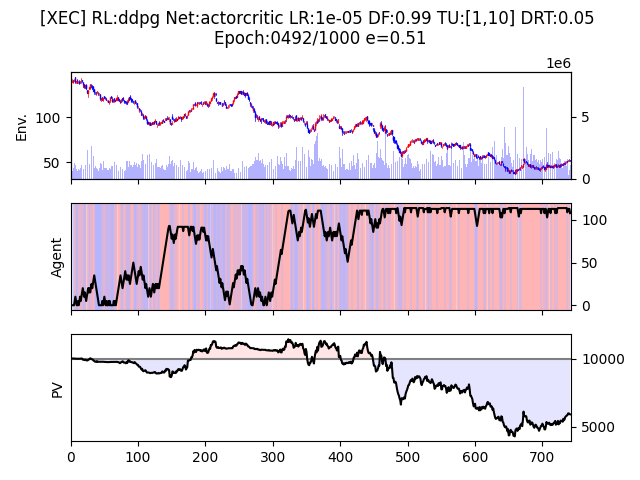 [XEC] RL:ddpg Net:actorcritic LR:1e-05 DF:0.99 TU:[1,10] DRT:0.05
Epoch:0492/1000 e=0.51
1e6
Env.
100
50
5
0
Agent
100
50
0
PV
10000
5000
0 100 200 300 400 500 600 700